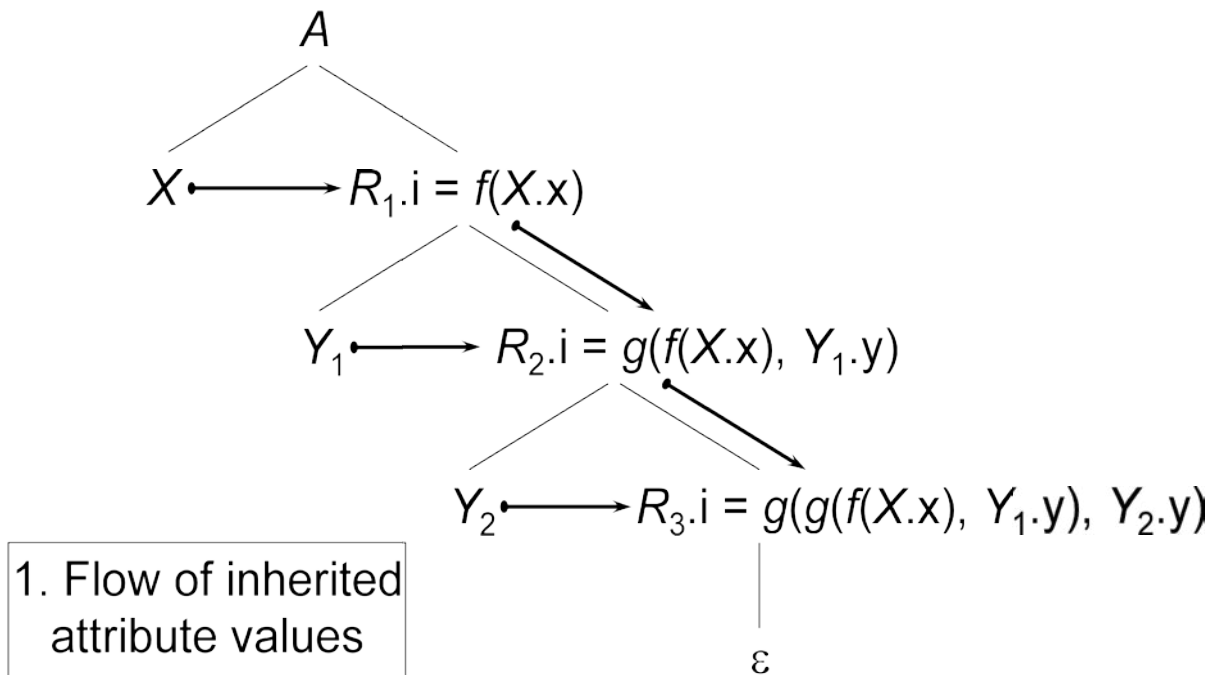 A
X R₁.i = f(X.x)
Y₁ R₂.i = g(f(X.x), Y₁.y)
Y₂ R₃.i = g(g(f(X.x), Y₁.y), Y₂.y)
1. Flow of inherited
attribute values
ε